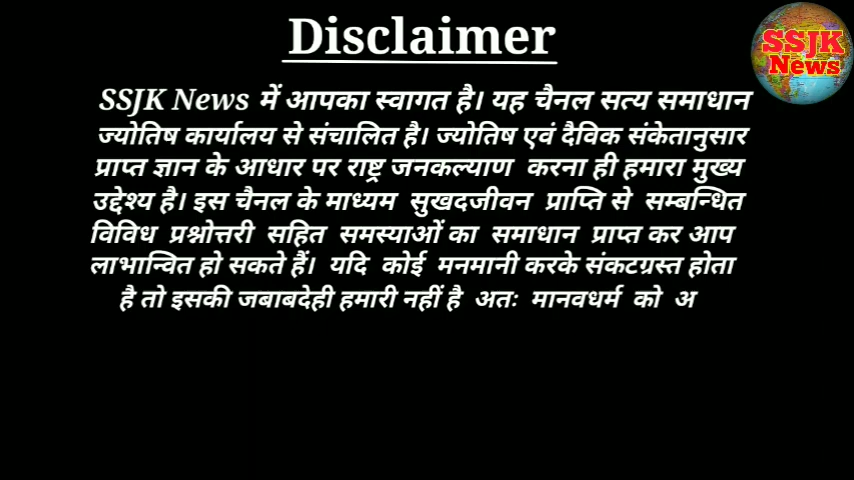 Disclaimer
SSJK
News
SSJK News में आपका स्वागत है। यह चैनल सत्य समाधान
ज्योतिष कार्यालय से संचालित है। ज्योतिष एवं दैविक संकेतानुसार
प्राप्त ज्ञान के आधार पर राष्ट्र जनकल्याण करना ही हमारा मुख्य
उद्देश्य है। इस चैनल के माध्यम सुखदजीवन प्राप्ति से सम्बन्धित
विविध प्रश्नोत्तरी सहित समस्याओं का समाधान प्राप्त कर आप
लाभान्वित हो सकते हैं। यदि कोई मनमानी करके संकटग्रस्त होता
है तो इसकी जबाबदेही हमारी नहीं है अतः मानवधर्म को अ